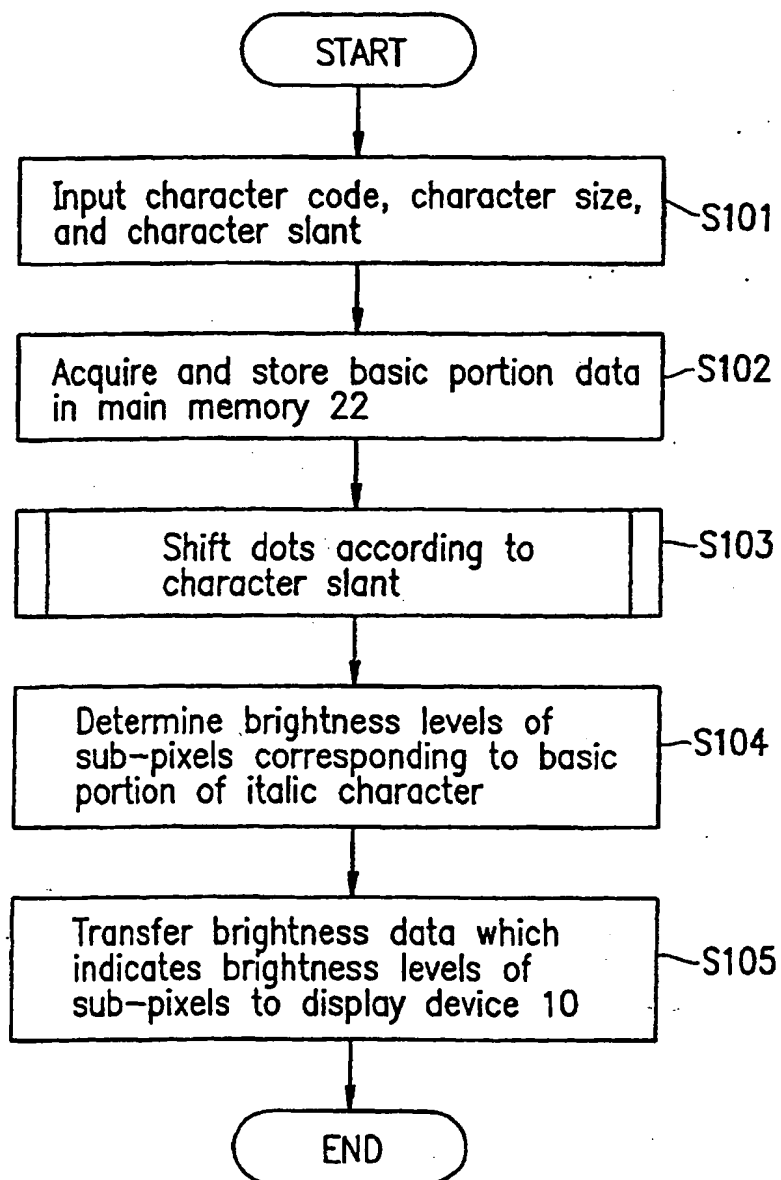 START
Input character code, character size,
and character slant
S101
Acquire and store basic portion data
in main memory 22
S102
Shift dots according to
character slant
S103
Determine brightness levels of
sub-pixels corresponding to basic
portion of italic character
S104
Transfer brightness data which
indicates brightness levels of
sub-pixels to display device 10
S105
END